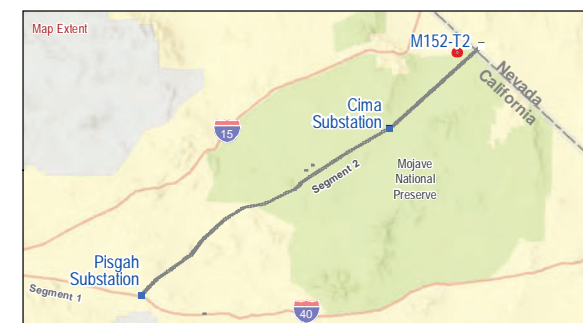 Map Extent
M152-T2
Nevada
California
Cima
Substation
15
Segment 2
Mojave
National
Preserve
Pisgah
Substation
Segment 1
40